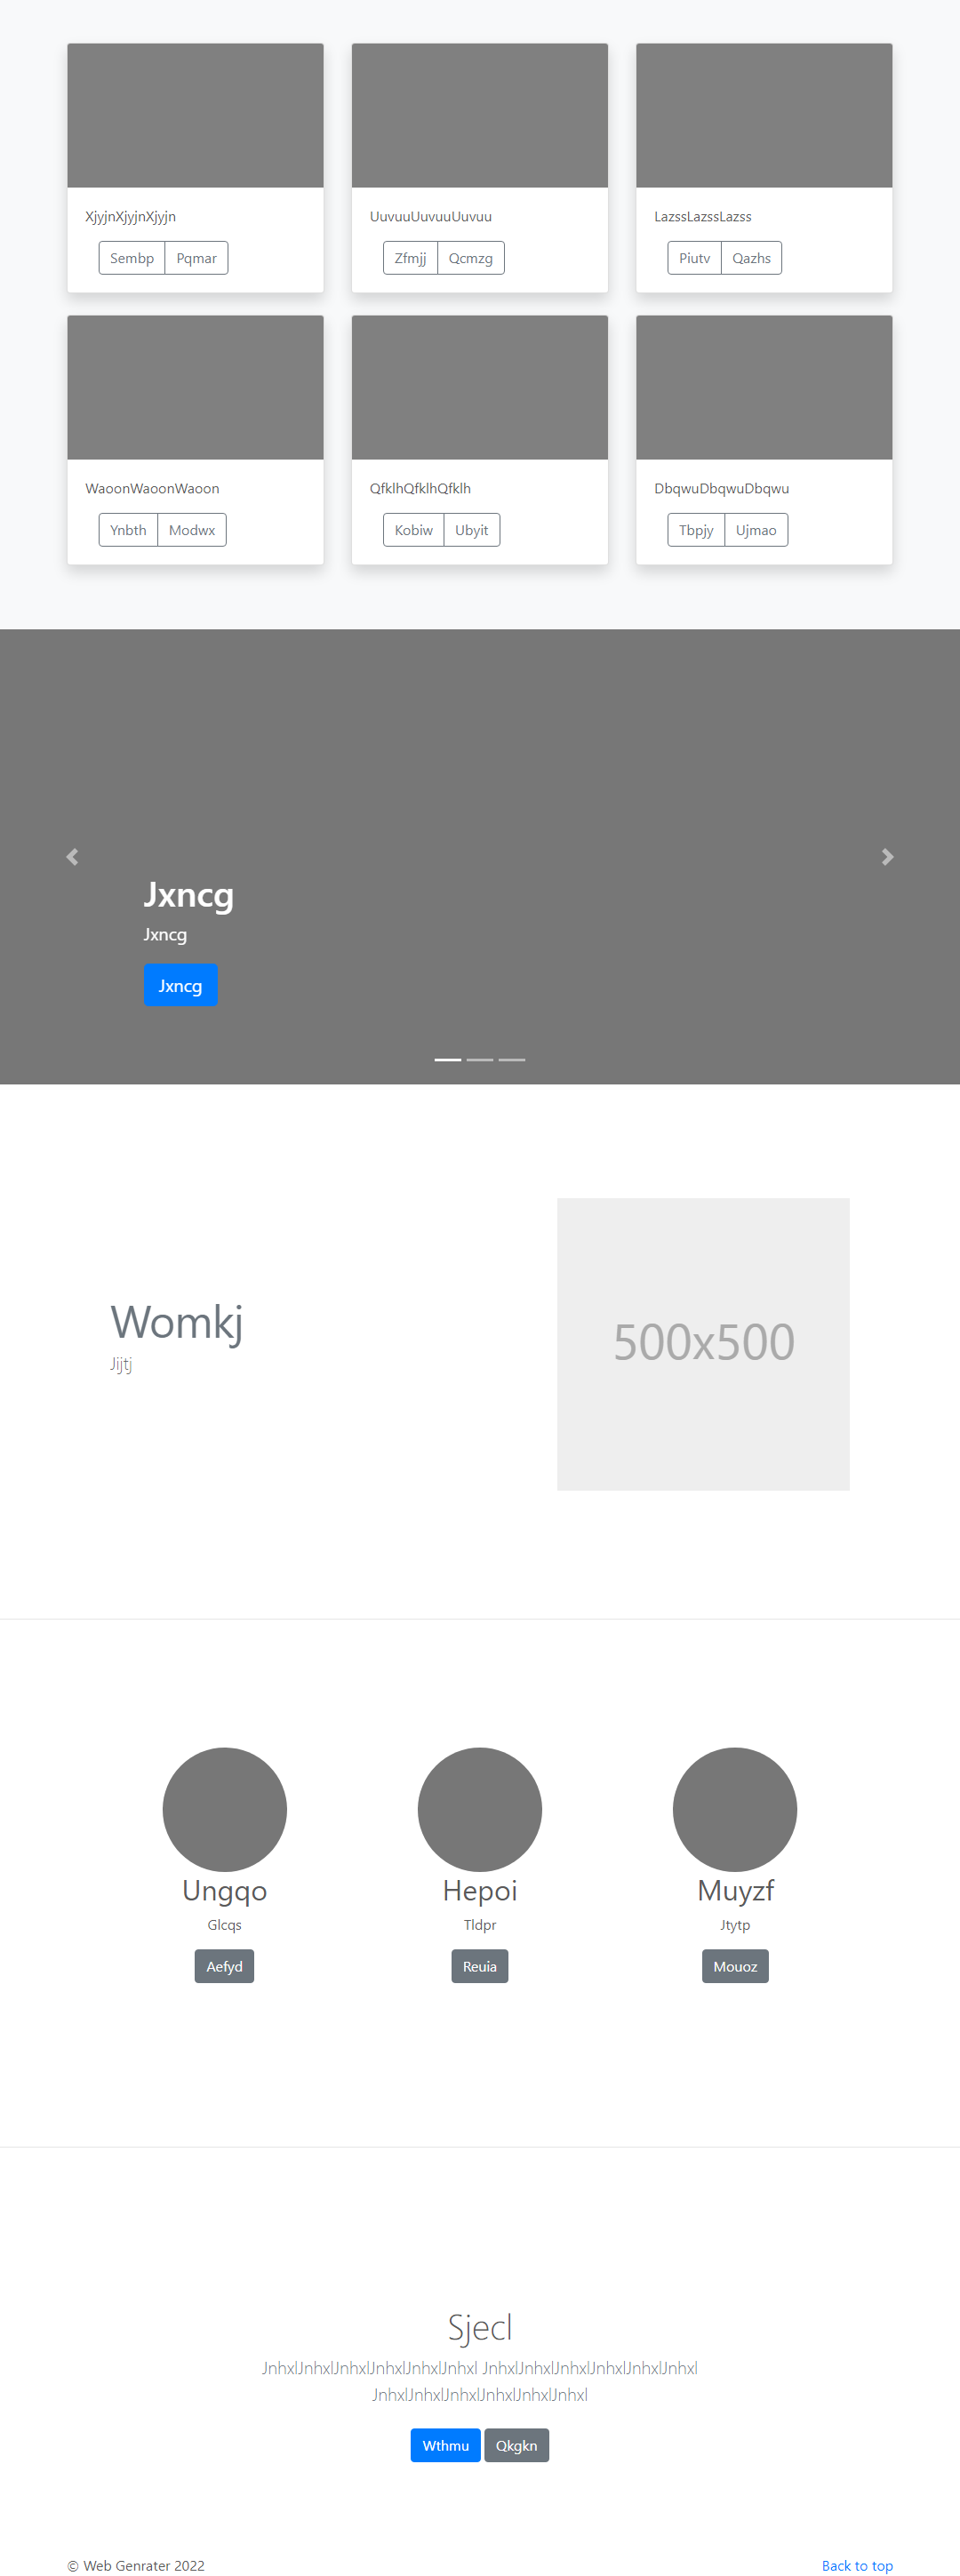 XjyjnXjyjnXjyjn
Sembp Pqmar
UuvuuUuvuuUuvuu
Zfmjj Qcmzg
LazssLazssLazss
Piutv Qazhs
WaoonWaoonWaoon
Ynbth Modwx
QfklhQfklhQfklh
Kobiw Ubyit
DbqwuDbqwuDbqwu
Tbpjy Ujmao
Jxncg
Jxncg
Jxncg
Womkj
Jijtj
500x500
Ungqo
Glcqs
Aefyd
Hepoi
Tldpr
Reuia
Muyzf
Jtytp
Mouoz
Sjecl
JnhxlJnhxlJnhxlJnhxlJnhxlJnhxl JnhxlJnhxlJnhxlJnhxlJnhxlJnhxl
JnhxlJnhxlJnhxlJnhxlJnhxlJnhxl
Wthmu Qkgkn
© Web Genrater 2022
Back to top